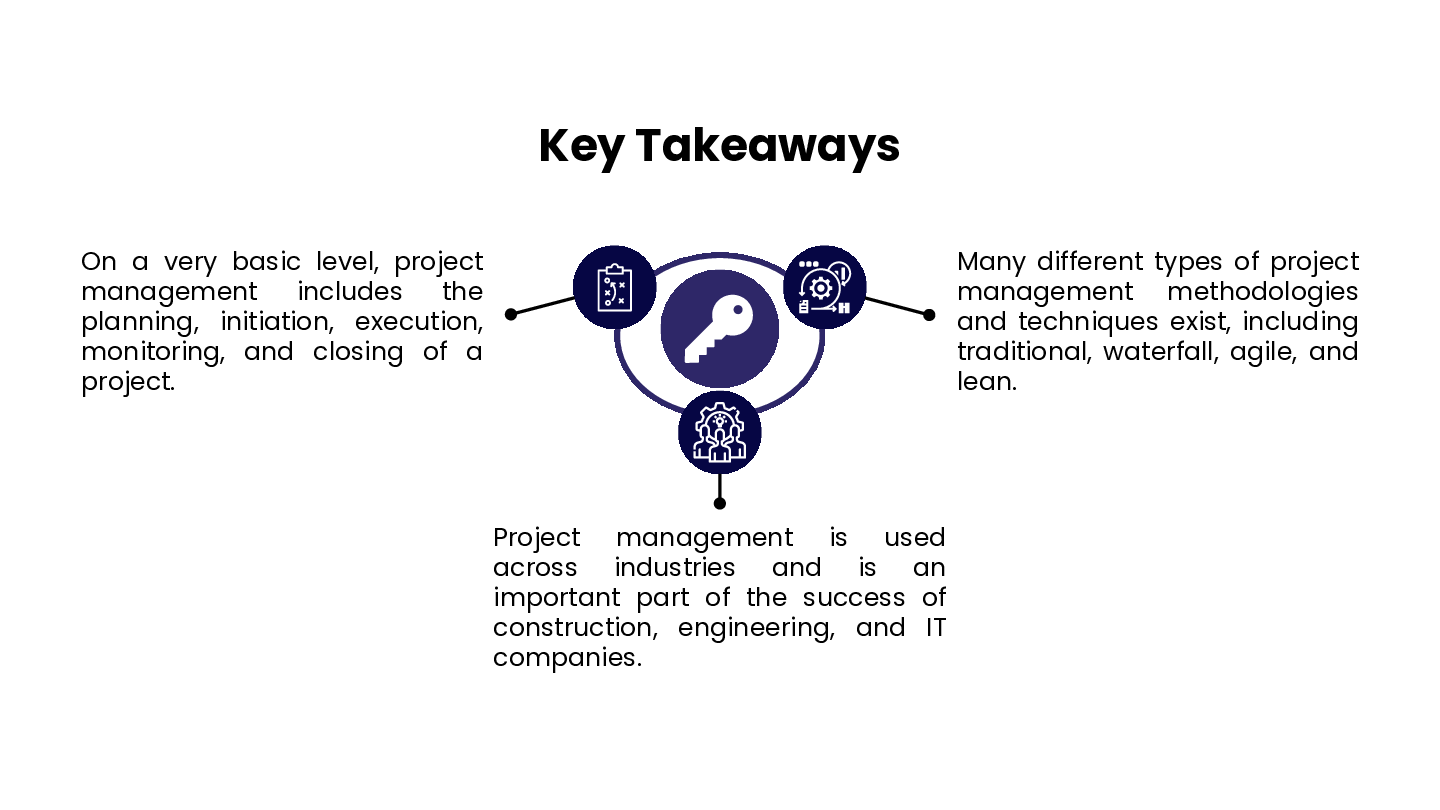 Key Takeaways
On a very basic level, project
management includes the
planning, initiation, execution,
monitoring, and closing of a
project.
Many different types of project
management methodologies
and techniques exist, including
traditional, waterfall, agile, and
lean.
Project management is used
across industries and is an
important part of the success of
construction, engineering, and IT
companies.